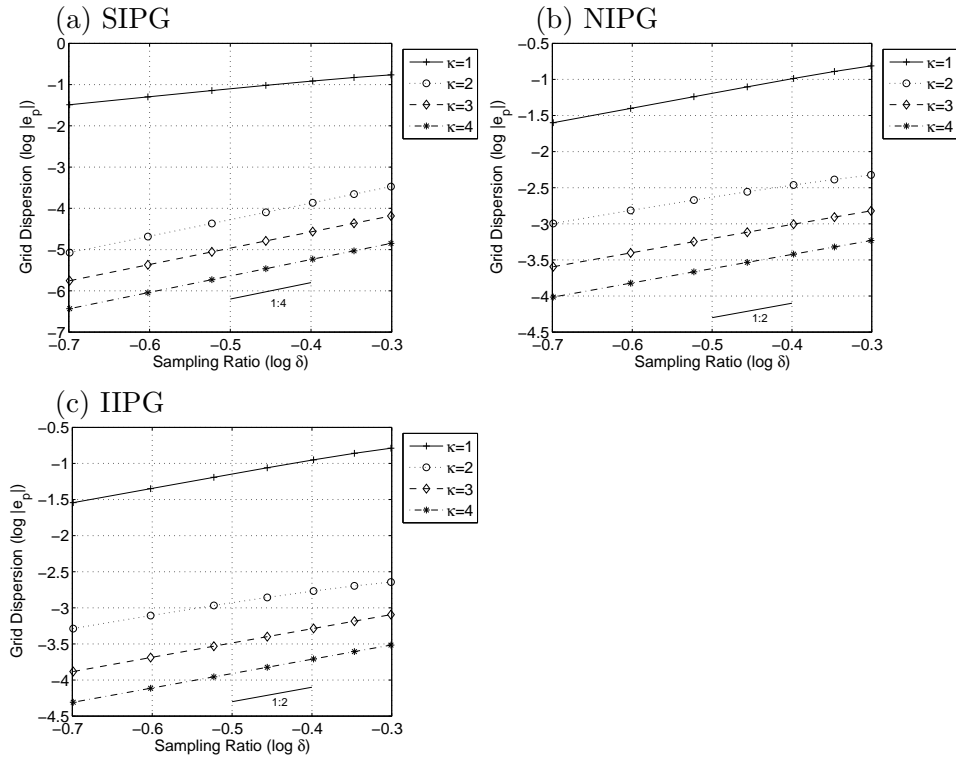 (a) SIPG
0
−1
−2
−3
−4
−5
−6
−7
Grid Dispersion (log |e_p|)
−0.7 −0.6 −0.5 −0.4 −0.3
Sampling Ratio (log δ)
1:4
κ=1
κ=2
κ=3
κ=4
(b) NIPG
−0.5
−1
−1.5
−2
−2.5
−3
−3.5
−4
−4.5
Grid Dispersion (log |e_p|)
−0.7 −0.6 −0.5 −0.4 −0.3
Sampling Ratio (log δ)
1:2
κ=1
κ=2
κ=3
κ=4
(c) IIPG
−0.5
−1
−1.5
−2
−2.5
−3
−3.5
−4
−4.5
Grid Dispersion (log |e_p|)
−0.7 −0.6 −0.5 −0.4 −0.3
Sampling Ratio (log δ)
1:2
κ=1
κ=2
κ=3
κ=4